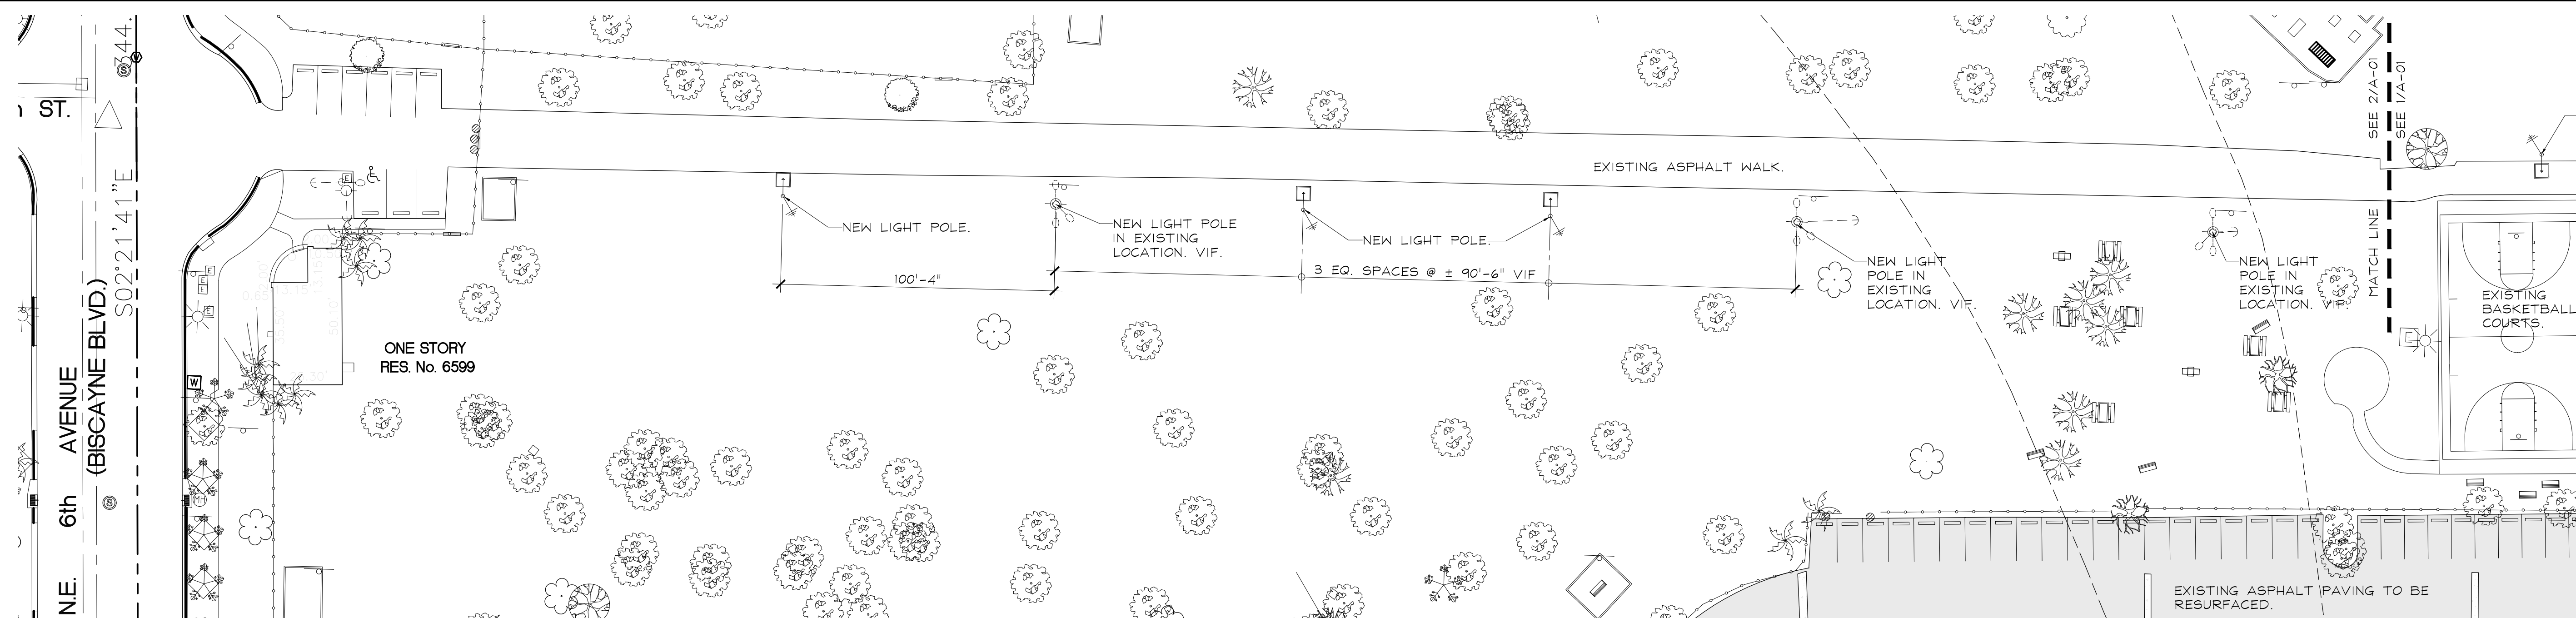 344.
S
ST.
S02°21'41"E
N.E. 6th AVENUE
(BISCAYNE BLVD.)
S
E
E
E
E
E
W
MH
ONE STORY
RES. No. 6599
NEW LIGHT POLE.
100'-4"
NEW LIGHT POLE
IN EXISTING
LOCATION. VIF.
NEW LIGHT POLE.
3 EQ. SPACES @ ± 90'-6" VIF
EXISTING ASPHALT WALK.
NEW LIGHT
POLE IN
EXISTING
LOCATION. VIF.
NEW LIGHT
POLE IN
EXISTING
LOCATION. VIF.
SEE 2/A-01
SEE 1/A-01
MATCH LINE
E
EXISTING
BASKETBALL
COURTS.
EXISTING ASPHALT PAVING TO BE
RESURFACED.